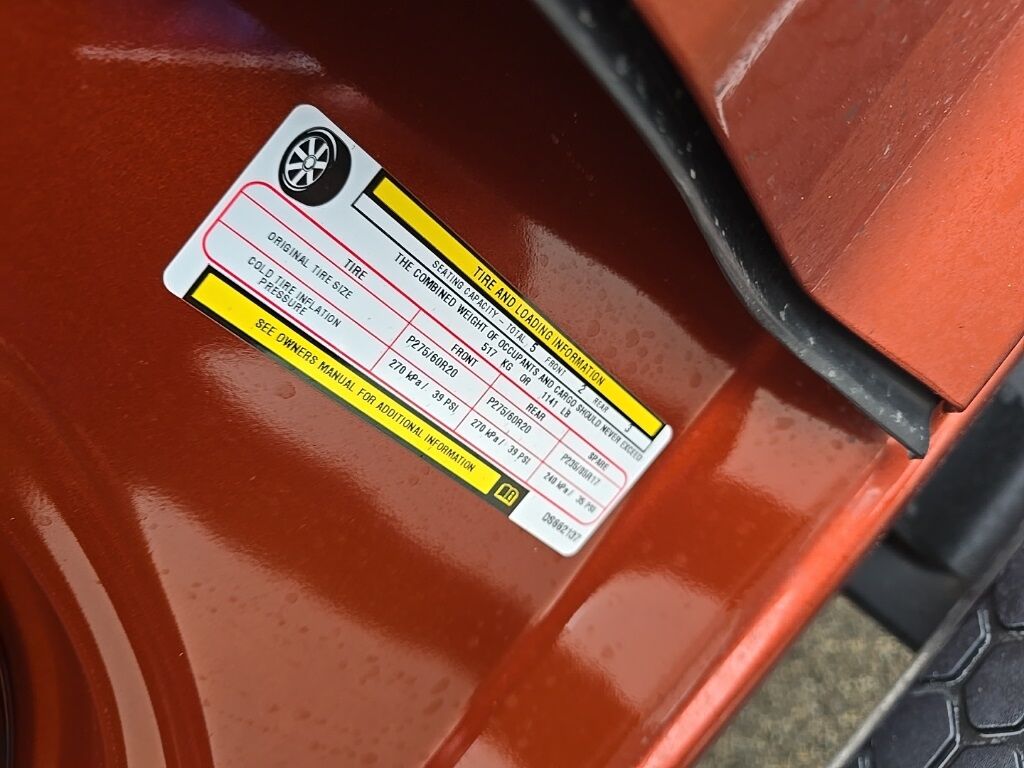 TIRE AND LOADING INFORMATION
SEATING CAPACITY - TOTAL 5 FRONT 2 REAR 3
THE COMBINED WEIGHT OF OCCUPANTS AND CARGO SHOULD NEVER EXCEED
517 KG OR 1141 LB
TIRE FRONT REAR SPARE
ORIGINAL TIRE SIZE P275/60R20 P275/60R20
COLD TIRE INFLATION PRESSURE 270 kPa / 39 PSI 270 kPa / 39 PSI 240 kPa / 35 PSI
SEE OWNERS MANUAL FOR ADDITIONAL INFORMATION
DS662137